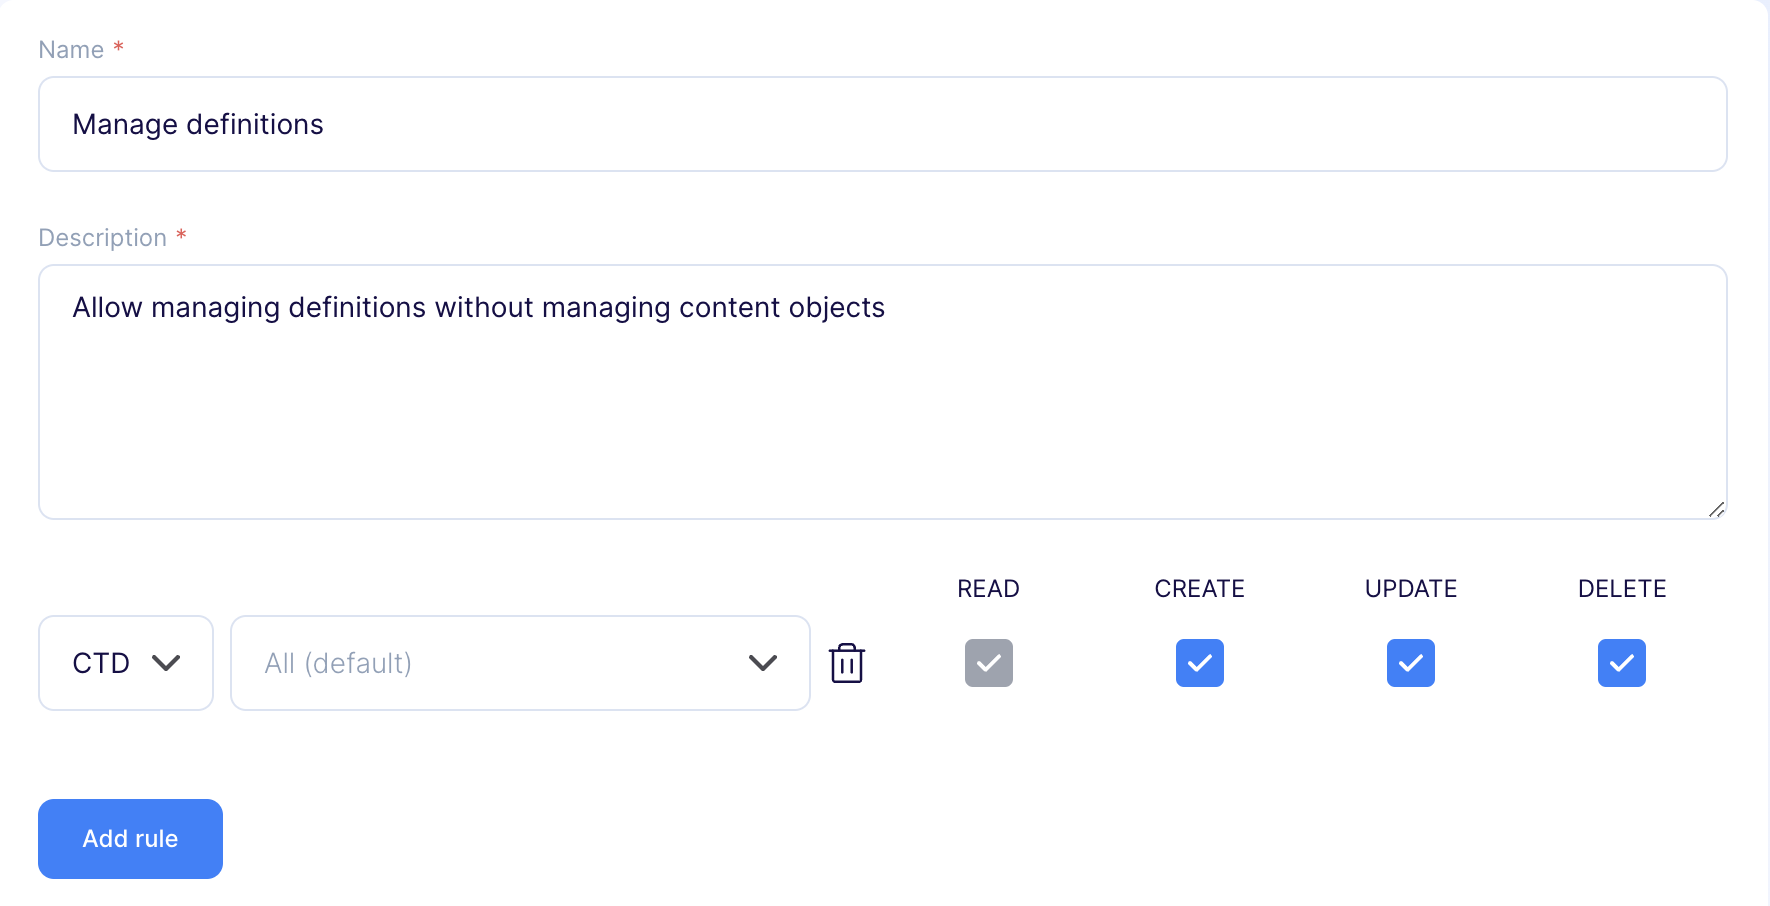 Name *
Manage definitions
Description *
Allow managing definitions without managing content objects
READ CREATE UPDATE DELETE
CTD All (default)
Add rule